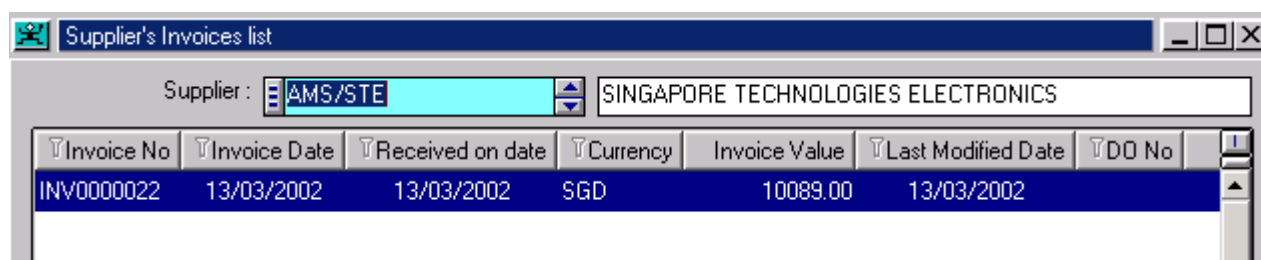 Supplier's Invoices list
Supplier : AMS/STE SINGAPORE TECHNOLOGIES ELECTRONICS
Invoice No Invoice Date Received on date Currency Invoice Value Last Modified Date DO No
INV0000022 13/03/2002 13/03/2002 SGD 10089.00 13/03/2002